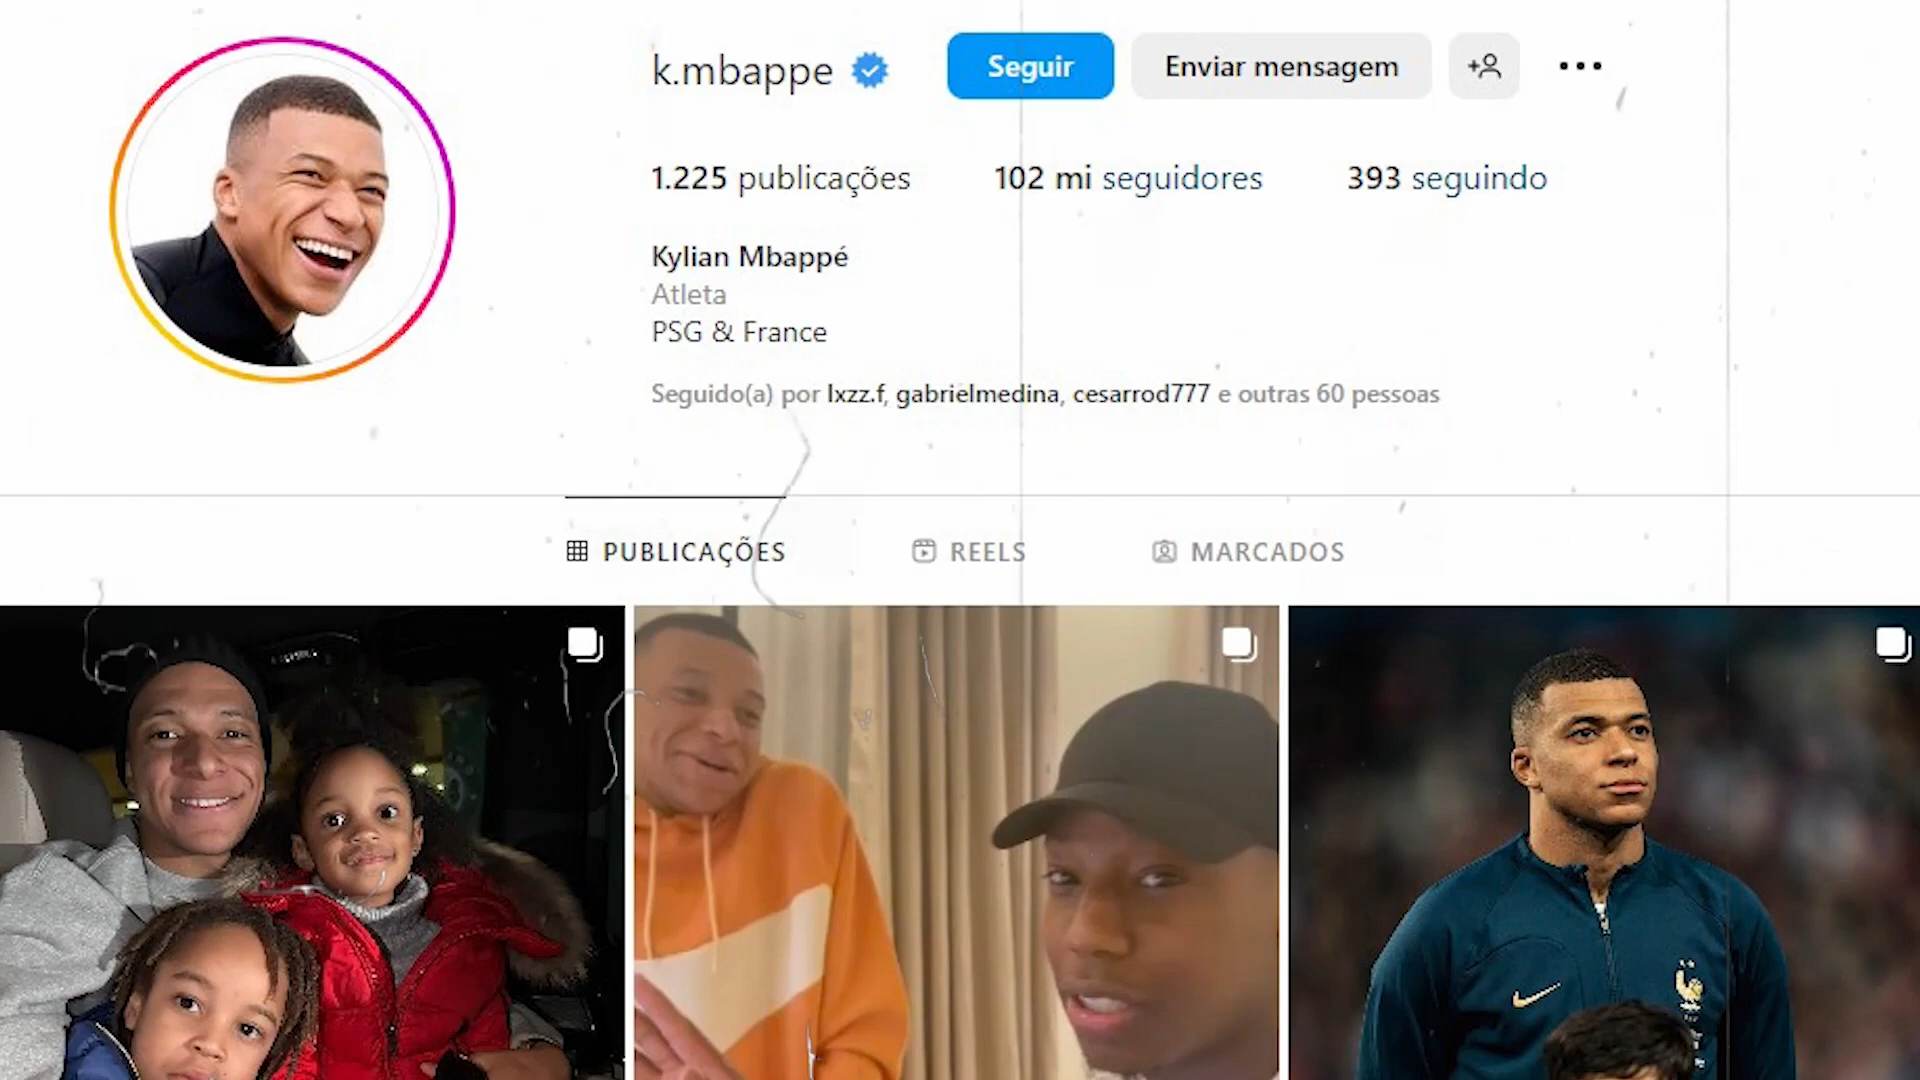 k.mbappe
Seguir
Enviar mensagem
1.225 publicações
102 mi seguidores
393 seguindo
Kylian Mbappé
Atleta
PSG & France
Seguido(a) por lxzz.f, gabrielmedina, cesarrod777 e outras 60 pessoas
PUBLICAÇÕES
REELS
MARCADOS